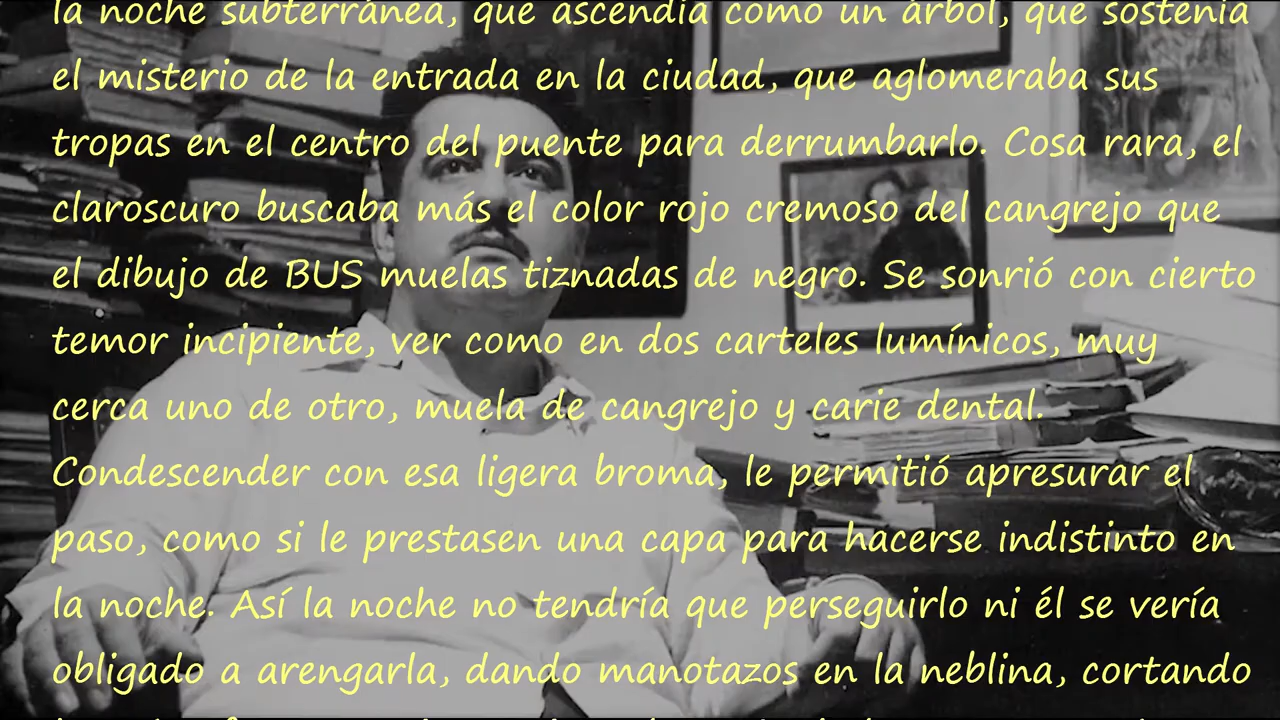 la noche subterránea, que ascendía como un árbol, que sostenía
el misterio de la entrada en la ciudad, que aglomeraba sus
tropas en el centro del puente para derrumbarlo. Cosa rara, el
claroscuro buscaba más el color rojo cremoso del cangrejo que
el dibujo de BUS muelas tiznadas de negro. Se sonrió con cierto
temor incipiente, ver como en dos carteles lumínicos, muy
cerca uno de otro, muela de cangrejo y carie dental.
Condescender con esa ligera broma, le permitió apresurar el
paso, como si le prestasen una capa para hacerse indistinto en
la noche. Así la noche no tendría que perseguirlo ni él se vería
obligado a arengarla, dando manotazos en la neblina, cortando